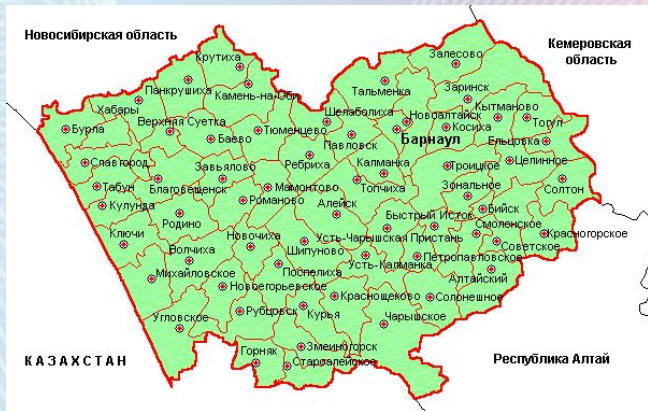 Новосибирская область
Кемеровская
область
Крутиха
Залесово
Панкрушиха
Камень-на-Оби
Тальменка
Заринск
Хабары
Шелаболиха
Кытманово
Бурла
Верхняя Суетка
Тюменцево
Новоалтайск
Тогул
Баево
Павловск
Барнаул
Косиха
Ельцовка
Славгород
Завьялово
Ребриха
Калманка
Троицкое
Целинное
Табун
Благовещенск
Мамонтово
Топчиха
Зональное
Солтон
Кулунда
Романово
Алейск
Бийск
Родино
Быстрый Исток
Смоленское
Красногорское
Ключи
Новочиха
Усть-Чарышская Пристань
Советское
Волчиха
Шипуново
Усть-Калманка
Петропавловское
Михайловское
Поспелиха
Алтайский
Новоегорьевское
Краснощеково
Солонешное
Угловское
Рубцовск
Курья
Чарышское
Змеиногорск
КАЗАХСТАН
Горняк
Староалейское
Республика Алтай